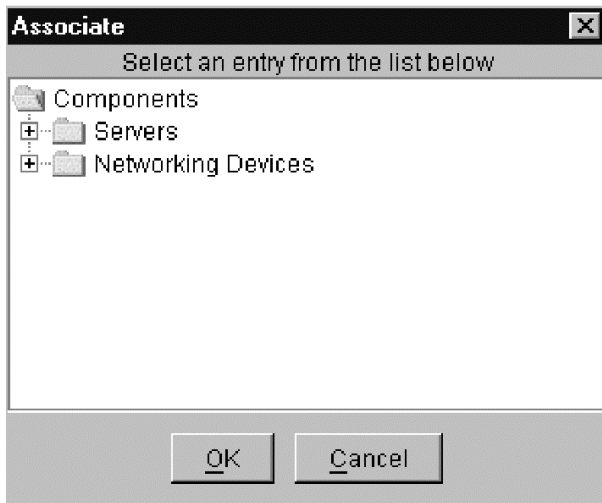 Associate
Select an entry from the list below
Components
Servers
Networking Devices
OK
Cancel